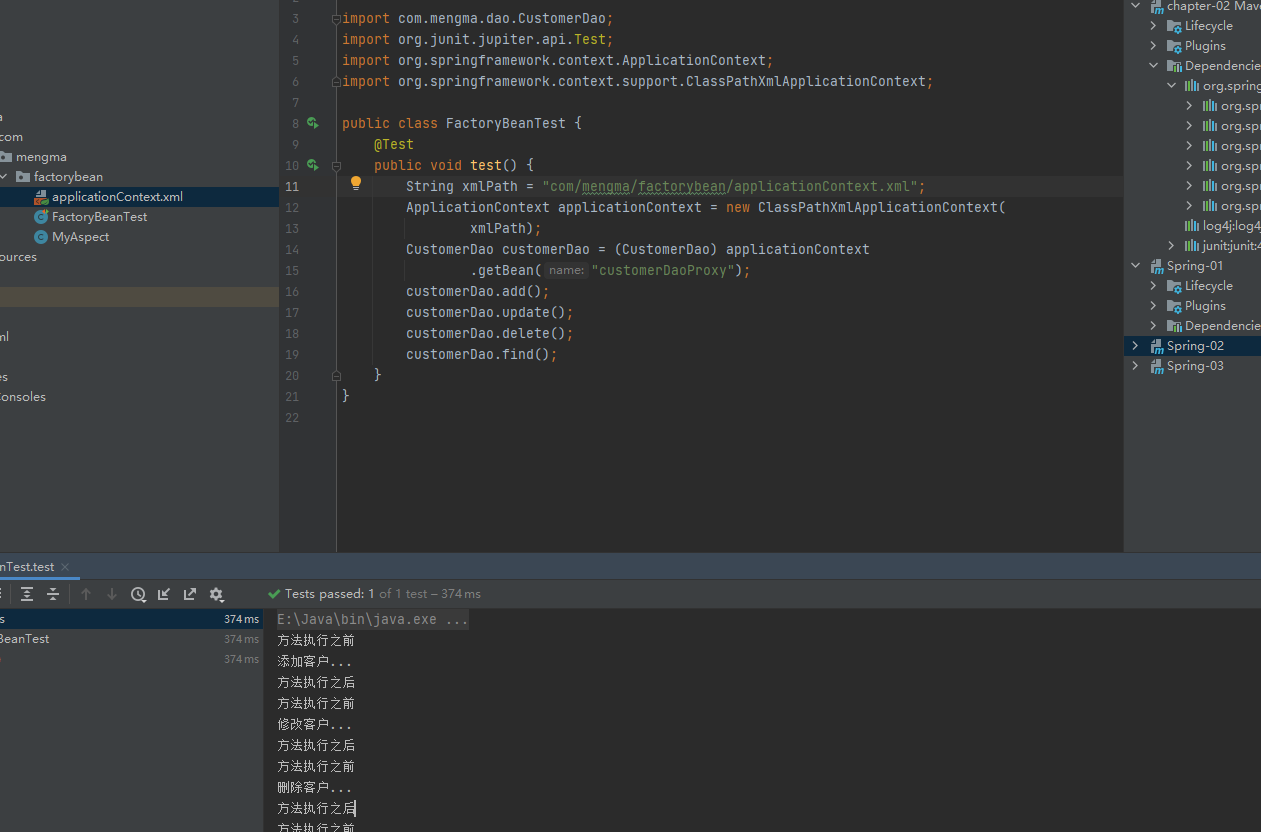 import com.mengma.dao.CustomerDao;
import org.junit.jupiter.api.Test;
import org.springframework.context.ApplicationContext;
import org.springframework.context.support.ClassPathXmlApplicationContext;
public class FactoryBeanTest {
@Test
public void test() {
String xmlPath = "com/mengma/factorybean/applicationContext.xml";
ApplicationContext applicationContext = new ClassPathXmlApplicationContext(
xmlPath);
CustomerDao customerDao = (CustomerDao) applicationContext
.getBean( name: "customerDaoProxy");
customerDao.add();
customerDao.update();
customerDao.delete();
customerDao.find();
}
}
3
4
5
6
7
8
9
10
11
12
13
14
15
16
17
18
19
20
21
22
com
mengma
factorybean
applicationContext.xml
FactoryBeanTest
MyAspect
ources
ml
es
Consoles
chapter-02 Mav
Lifecycle
Plugins
Dependencie
org.spring
org.sp
org.sp
org.sp
org.sp
org.sp
org.sp
log4j:log4
junit:junit:4
Spring-01
Lifecycle
Plugins
Dependencie
Spring-02
Spring-03
nTest.test
Tests passed: 1 of 1 test – 374 ms
s 374 ms
BeanTest 374 ms
374 ms
E:\Java\bin\java.exe ...
方法执行之前
添加客户...
方法执行之后
方法执行之前
修改客户...
方法执行之后
方法执行之前
删除客户...
方法执行之后
方法执行之前